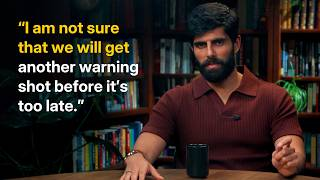 “I am not sure
that we will get
another warning
shot before it’s
too late.”